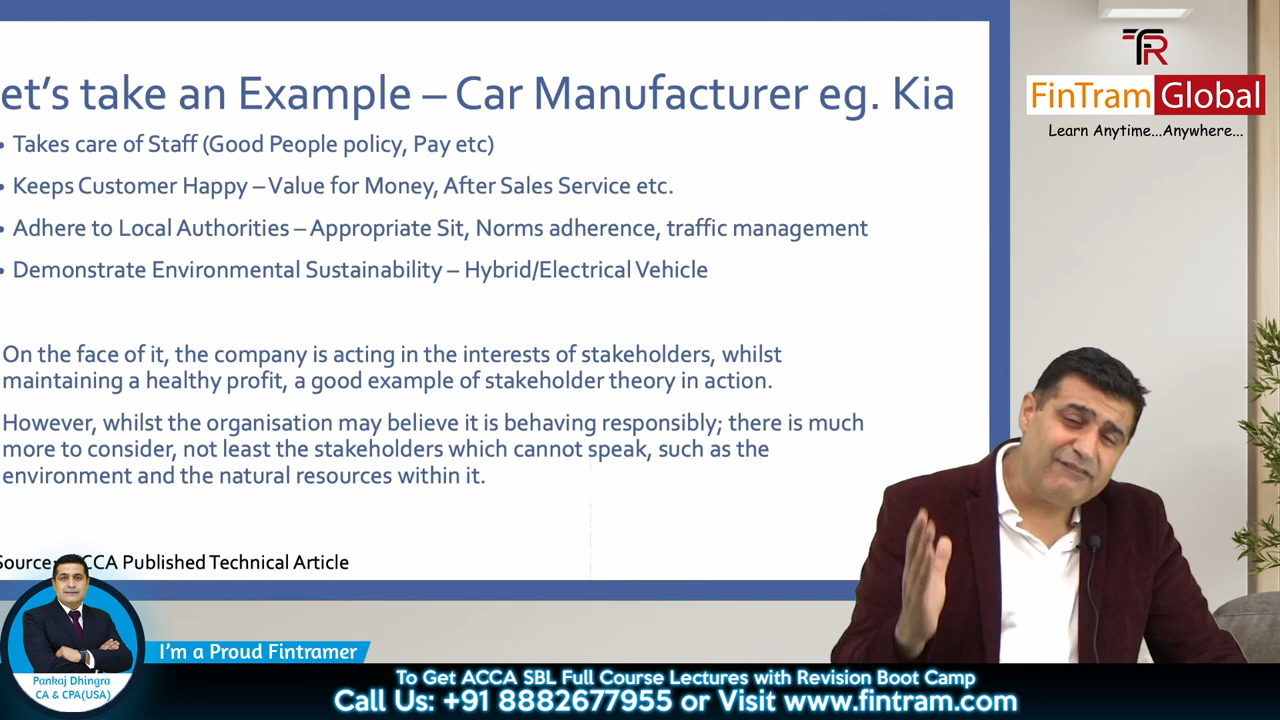 et's take an Example – Car Manufacturer eg. Kia
• Takes care of Staff (Good People policy, Pay etc)
• Keeps Customer Happy – Value for Money, After Sales Service etc.
• Adhere to Local Authorities – Appropriate Sit, Norms adherence, traffic management
• Demonstrate Environmental Sustainability – Hybrid/Electrical Vehicle
On the face of it, the company is acting in the interests of stakeholders, whilst
maintaining a healthy profit, a good example of stakeholder theory in action.
However, whilst the organisation may believe it is behaving responsibly; there is much
more to consider, not least the stakeholders which cannot speak, such as the
environment and the natural resources within it.
Source: CCA Published Technical Article
TFR
FinTram Global
Learn Anytime...Anywhere...
I'm a Proud Fintramer
Pankaj Dhingra
CA & CPA(USA)
To Get ACCA SBL Full Course Lectures with Revision Boot Camp
Call Us: +91 8882677955 or Visit www.fintram.com